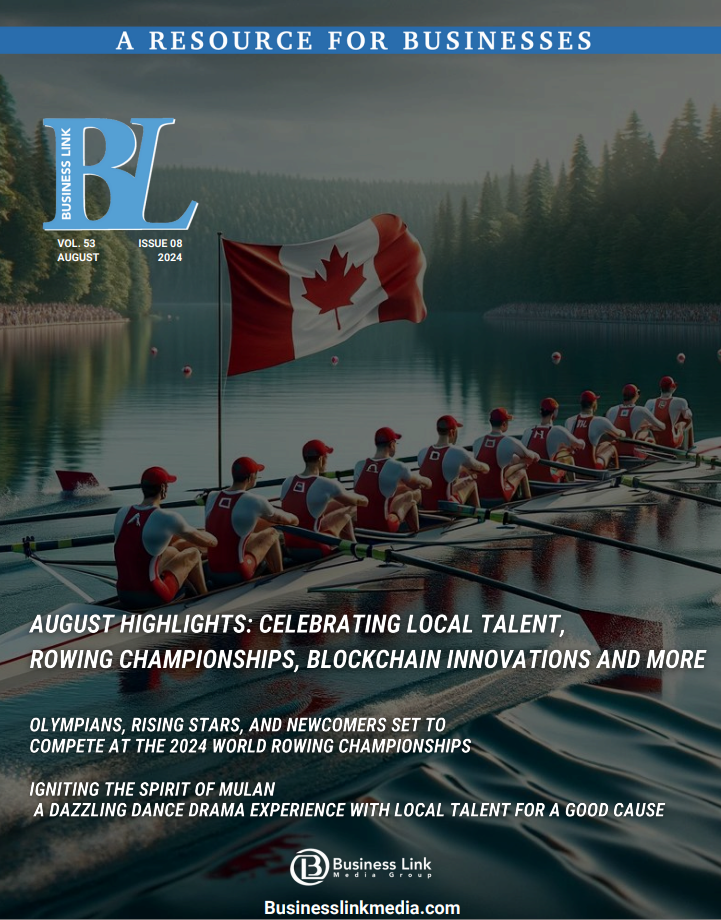 A RESOURCE FOR BUSINESSES
BUSINESS LINK
BL
VOL. 53 ISSUE 08
AUGUST 2024
AUGUST HIGHLIGHTS: CELEBRATING LOCAL TALENT,
ROWING CHAMPIONSHIPS, BLOCKCHAIN INNOVATIONS AND MORE
OLYMPIANS, RISING STARS, AND NEWCOMERS SET TO
COMPETE AT THE 2024 WORLD ROWING CHAMPIONSHIPS
IGNITING THE SPIRIT OF MULAN
A DAZZLING DANCE DRAMA EXPERIENCE WITH LOCAL TALENT FOR A GOOD CAUSE
B Business Link
Media Group
Businesslinkmedia.com